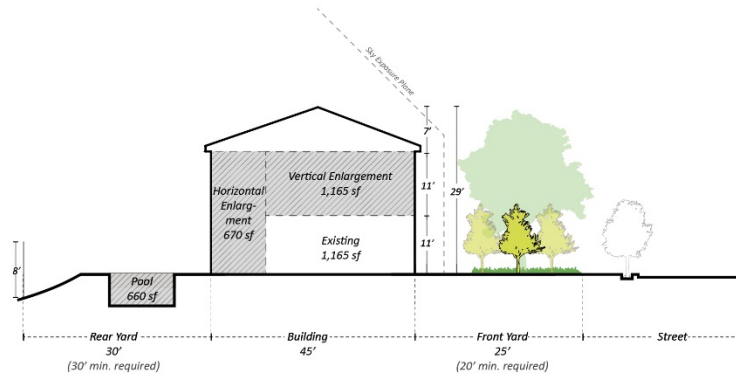 Sky Exposure Plane
7'
Vertical Enlargement
1,165 sf
11'
29'
Horizontal
Enlarg-
ment
670 sf
Existing
1,165 sf
11'
8'
Pool
660 sf
Rear Yard
30'
(30' min. required)
Building
45'
Front Yard
25'
(20' min. required)
Street